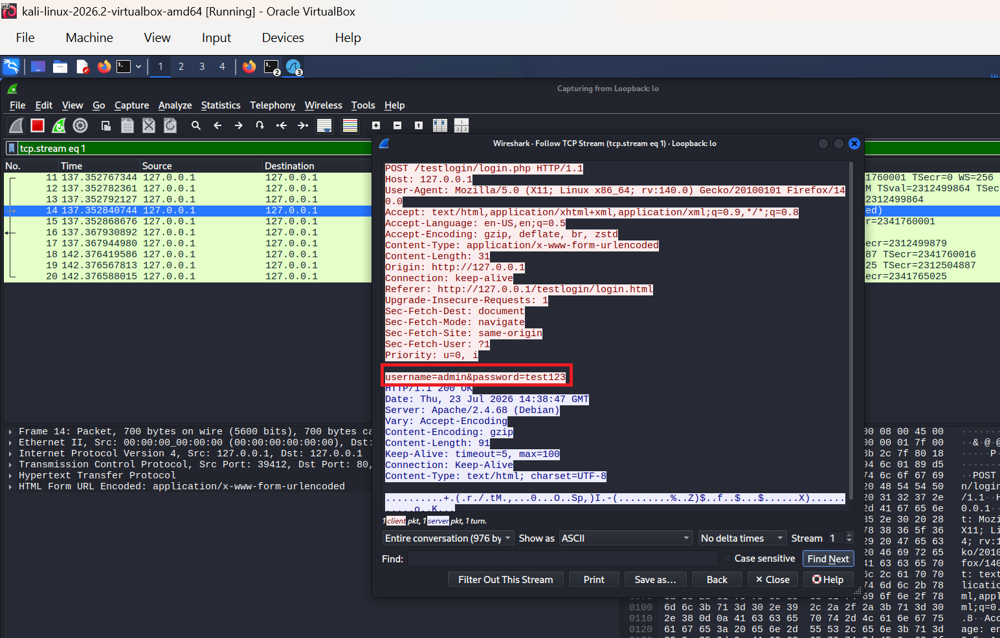 kali-linux-2026.2-virtualbox-amd64 [Running] - Oracle VirtualBox
File Machine View Input Devices Help
1 2 3 4 2 3
Capturing from Loopback: lo
File Edit View Go Capture Analyze Statistics Telephony Wireless Tools Help
tcp.stream eq 1
No. Time Source Destination
11 137.352767344 127.0.0.1 127.0.0.1
12 137.352782361 127.0.0.1 127.0.0.1
13 137.352792127 127.0.0.1 127.0.0.1
14 137.352840744 127.0.0.1 127.0.0.1
15 137.352868676 127.0.0.1 127.0.0.1
16 137.367930892 127.0.0.1 127.0.0.1
17 137.367944980 127.0.0.1 127.0.0.1
18 142.376419586 127.0.0.1 127.0.0.1
19 142.376567813 127.0.0.1 127.0.0.1
20 142.376588015 127.0.0.1 127.0.0.1
1760001 TSecr=0 WS=256
M TSval=2312499864 TSec
2312499864
ed)
r=2341760001
ecr=2312499879
87 TSecr=2341760016
25 TSecr=2312504887
ecr=2341765025
Wireshark · Follow TCP Stream (tcp.stream eq 1) · Loopback: lo
POST /testlogin/login.php HTTP/1.1
Host: 127.0.0.1
User-Agent: Mozilla/5.0 (X11; Linux x86_64; rv:140.0) Gecko/20100101 Firefox/14
0.0
Accept: text/html,application/xhtml+xml,application/xml;q=0.9,*/*;q=0.8
Accept-Language: en-US,en;q=0.5
Accept-Encoding: gzip, deflate, br, zstd
Content-Type: application/x-www-form-urlencoded
Content-Length: 31
Origin: http://127.0.0.1
Connection: keep-alive
Referer: http://127.0.0.1/testlogin/login.html
Upgrade-Insecure-Requests: 1
Sec-Fetch-Dest: document
Sec-Fetch-Mode: navigate
Sec-Fetch-Site: same-origin
Sec-Fetch-User: ?1
Priority: u=0, i
username=admin&password=test123
HTTP/1.1 200 OK
Date: Thu, 23 Jul 2026 14:38:47 GMT
Server: Apache/2.4.68 (Debian)
Vary: Accept-Encoding
Content-Encoding: gzip
Content-Length: 91
Keep-Alive: timeout=5, max=100
Connection: Keep-Alive
Content-Type: text/html; charset=UTF-8
..........+.(.r./.tM.,...0...O..Sp,)I.-(.........%..Z)$..f..$...$......X)......
.....o..K...
1 client pkt, 1 server pkt, 1 turn.
Entire conversation (976 by Show as ASCII No delta times Stream 1
Find: Case sensitive Find Next
Filter Out This Stream Print Save as… Back Close Help
Frame 14: Packet, 700 bytes on wire (5600 bits), 700 bytes ca
Ethernet II, Src: 00:00:00_00:00:00 (00:00:00:00:00:00), Dst:
Internet Protocol Version 4, Src: 127.0.0.1, Dst: 127.0.0.1
Transmission Control Protocol, Src Port: 39412, Dst Port: 80,
Hypertext Transfer Protocol
HTML Form URL Encoded: application/x-www-form-urlencoded
00 08 00 45 00
00 00 01 7f 00 ··&·@·@
3b 2c 7f 80 18 ·····P·
94 6c 01 89 d5
74 6c 6f 67 69 ··POST
20 48 54 54 50 n/login
20 31 32 37 2e /1.1··H
2d 41 67 65 6e 0.0.1··
35 2e 30 20 28 t: Mozi
78 38 36 5f 36 X11; Li
29 20 47 65 63 4; rv:1
20 46 69 72 65 ko/2010
41 63 63 65 70 fox/140
6c 2c 61 70 70 t: text
74 6d 6c 2b 78 licatio
69 6f 6e 2f 78 ml,appl
0100 6d 6c 3b 71 3d 30 2e 39 2c 2a 2f 2a 3b 71 3d 30 ml;q=0.
0110 2e 38 0d 0a 41 63 63 65 70 74 2d 4c 61 6e 67 75 .8··Acc
0120 61 67 65 3a 20 65 6e 2d 55 53 2c 65 6e 3b 71 3d age: en